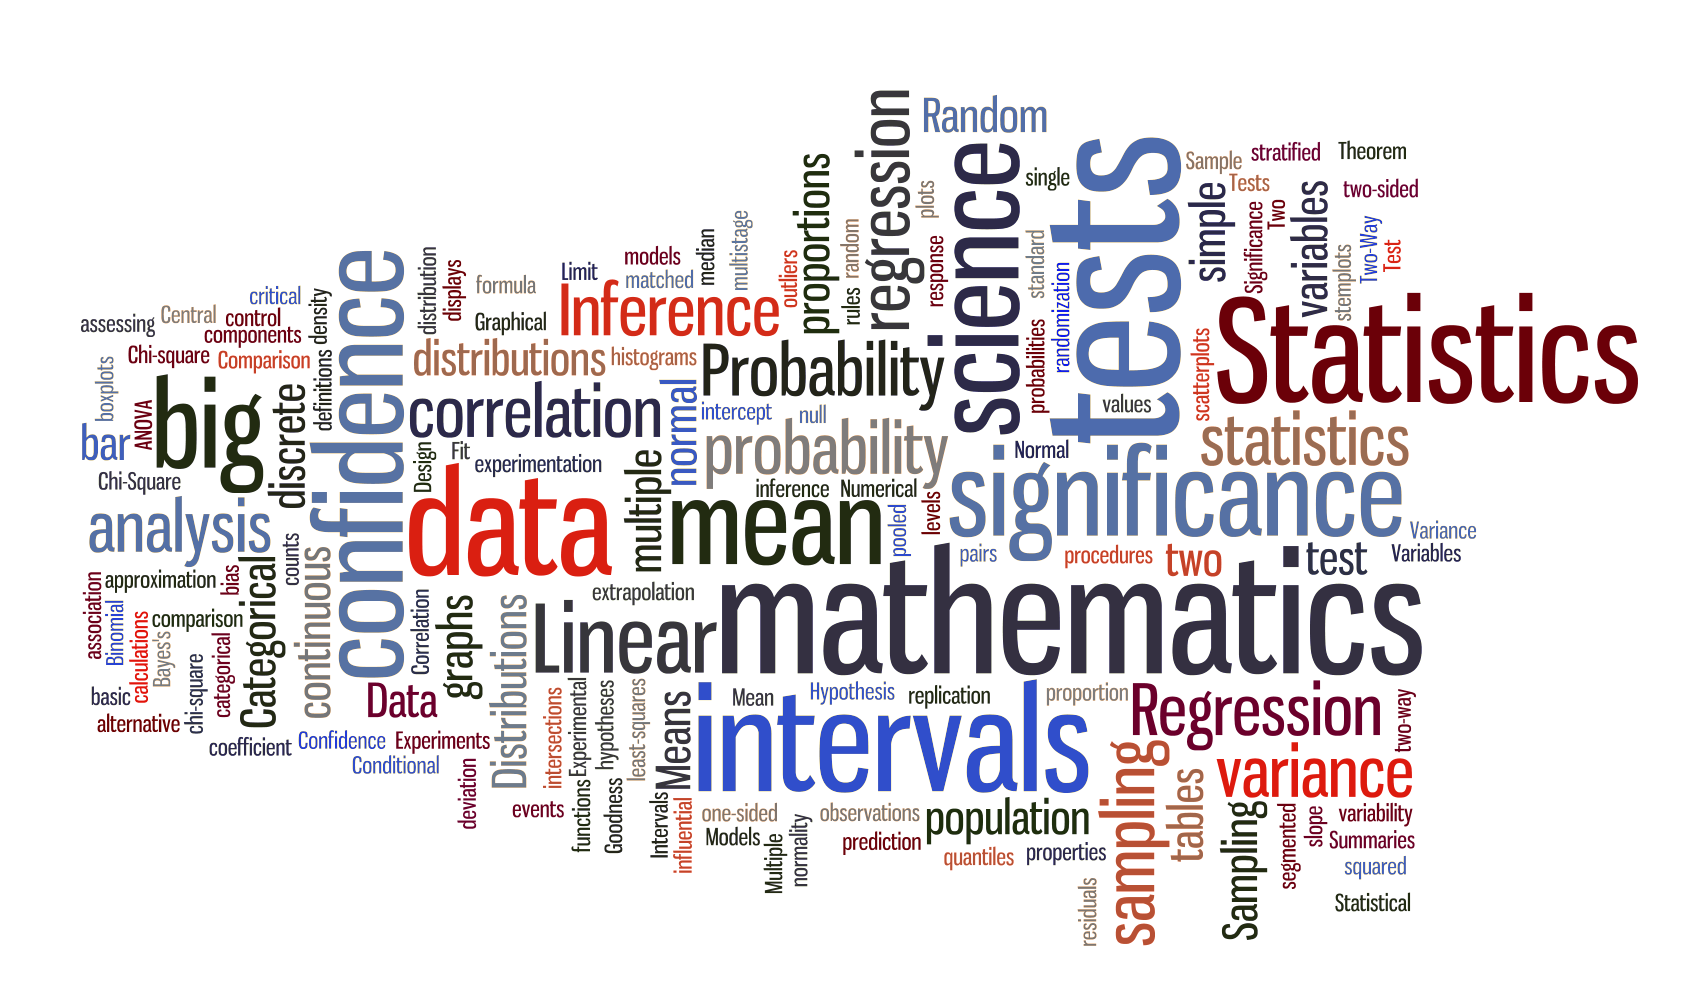 regression
Random
science
tests
proportions
plots
single
Sample
stratified
Theorem
Tests
two-sided
simple
Significance
Two
variables
stemplots
Two-Way
Test
random
response
standard
randomization
rules
outliers
multistage
median
models
matched
Limit
Inference
formula
displays
distribution
Graphical
confidence
critical
density
Central
control
assessing
components
Chi-square
Comparison
definitions
distributions
histograms
Probability
probabilities
values
scatterplots
Statistics
boxplots
ANOVA
bar
big
discrete
correlation
normal
intercept
null
probability
Normal
statistics
Design
Fit
experimentation
Chi-Square
multiple
inference
Numerical
significance
data
mean
pooled
levels
analysis
counts
Variance
pairs
procedures
two
test
Variables
mathematics
association
approximation
bias
Categorical
continuous
extrapolation
Binomial
calculations
Bayes's
comparison
categorical
Correlation
graphs
Distributions
Linear
basic
chi-square
alternative
Data
intersections
Experimental
hypotheses
least-squares
Means
Mean
Hypothesis
replication
proportion
intervals
Regression
two-way
coefficient
Confidence
Experiments
Conditional
deviation
events
functions
Goodness
Intervals
influential
one-sided
observations
population
sampling
variance
tables
Models
Multiple
normality
prediction
quantiles
properties
Sampling
segmented
slope
variability
Summaries
squared
Statistical
residuals